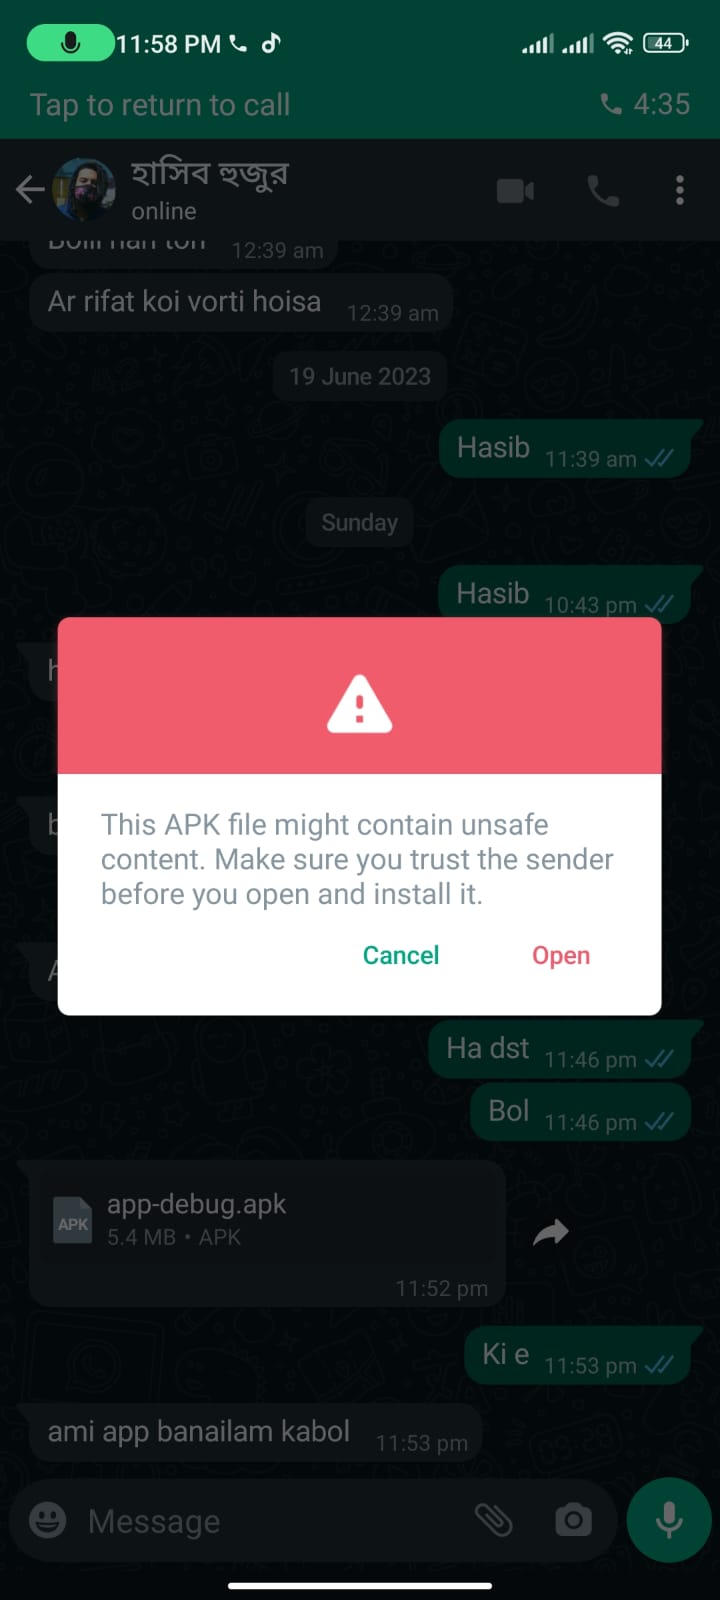 11:58 PM
44
Tap to return to call 4:35
হাসিব হুজুর
online
12:39 am
Ar rifat koi vorti hoisa 12:39 am
19 June 2023
Hasib 11:39 am
Sunday
Hasib 10:43 pm
This APK file might contain unsafe
content. Make sure you trust the sender
before you open and install it.
Cancel Open
Ha dst 11:46 pm
Bol 11:46 pm
app-debug.apk
APK
5.4 MB • APK
11:52 pm
Ki e 11:53 pm
ami app banailam kabol 11:53 pm
Message